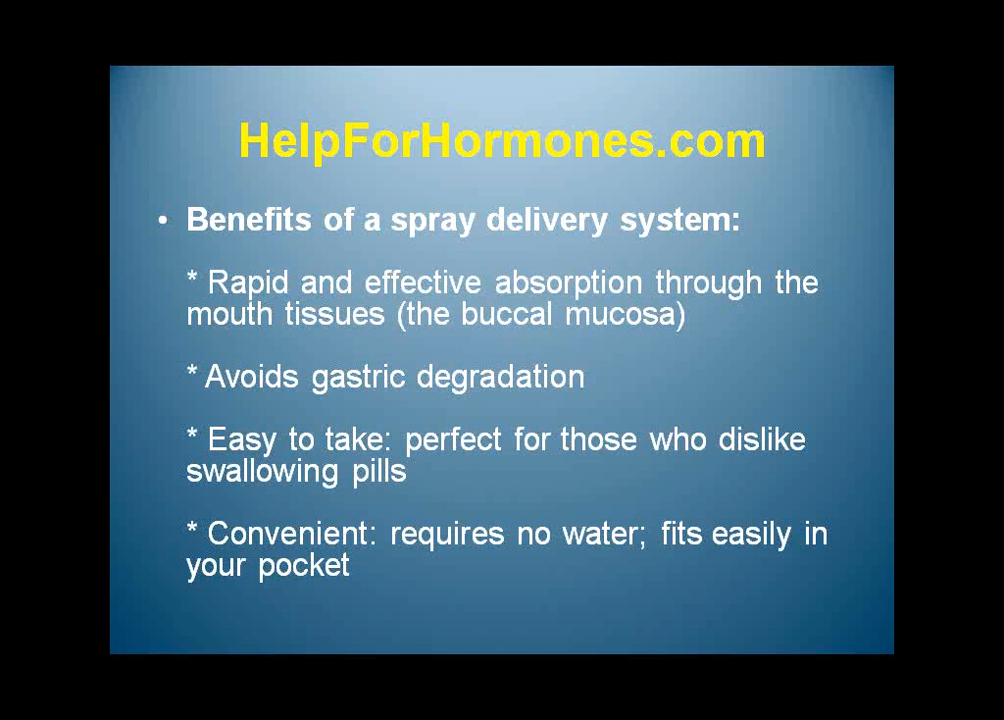 HelpForHormones.com
• Benefits of a spray delivery system:
* Rapid and effective absorption through the
mouth tissues (the buccal mucosa)
* Avoids gastric degradation
* Easy to take: perfect for those who dislike
swallowing pills
* Convenient: requires no water; fits easily in
your pocket